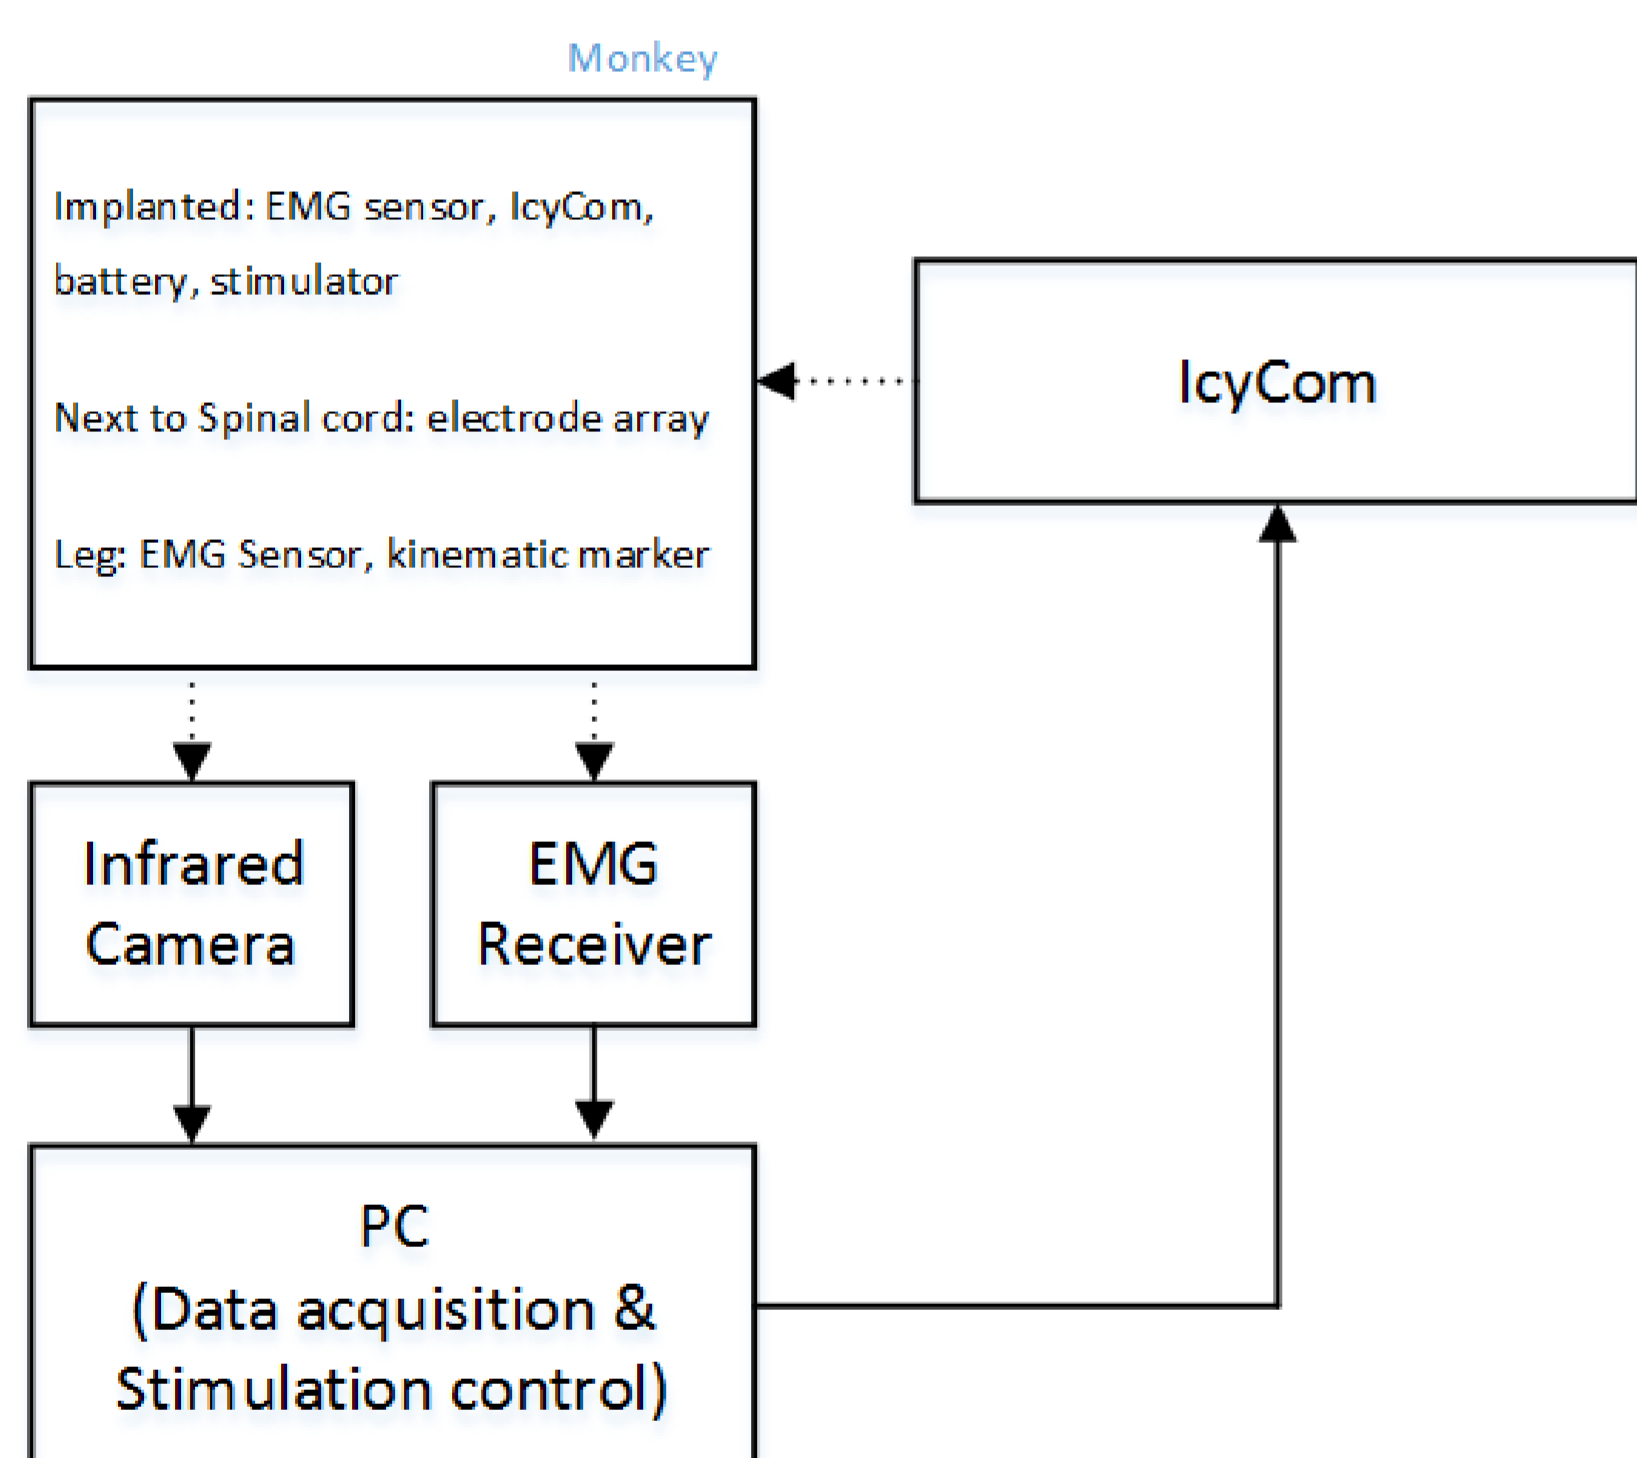 Monkey
Implanted: EMG sensor, IcyCom,
battery, stimulator
Next to Spinal cord: electrode array
Leg: EMG Sensor, kinematic marker
IcyCom
Infrared
Camera
EMG
Receiver
PC
(Data acquisition &
Stimulation control)